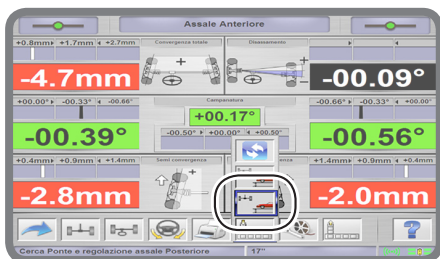 Assale Anteriore
+0.8mm +1.7mm +2.7mm
Convergenza totale
Disassamento
-4.7mm
-00.09°
+00.00° -00.33° -00.66°
Campanatura
-00.66° -00.33° +00.00°
+00.17°
-00.39°
-00.50° +00.00° +00.50°
-00.56°
+0.4mm +0.9mm +1.4mm
Semi convergenza
+1.4mm +0.9mm +0.4mm
-2.8mm
-2.0mm
?
Cerca Ponte e regolazione assale Posteriore
17"